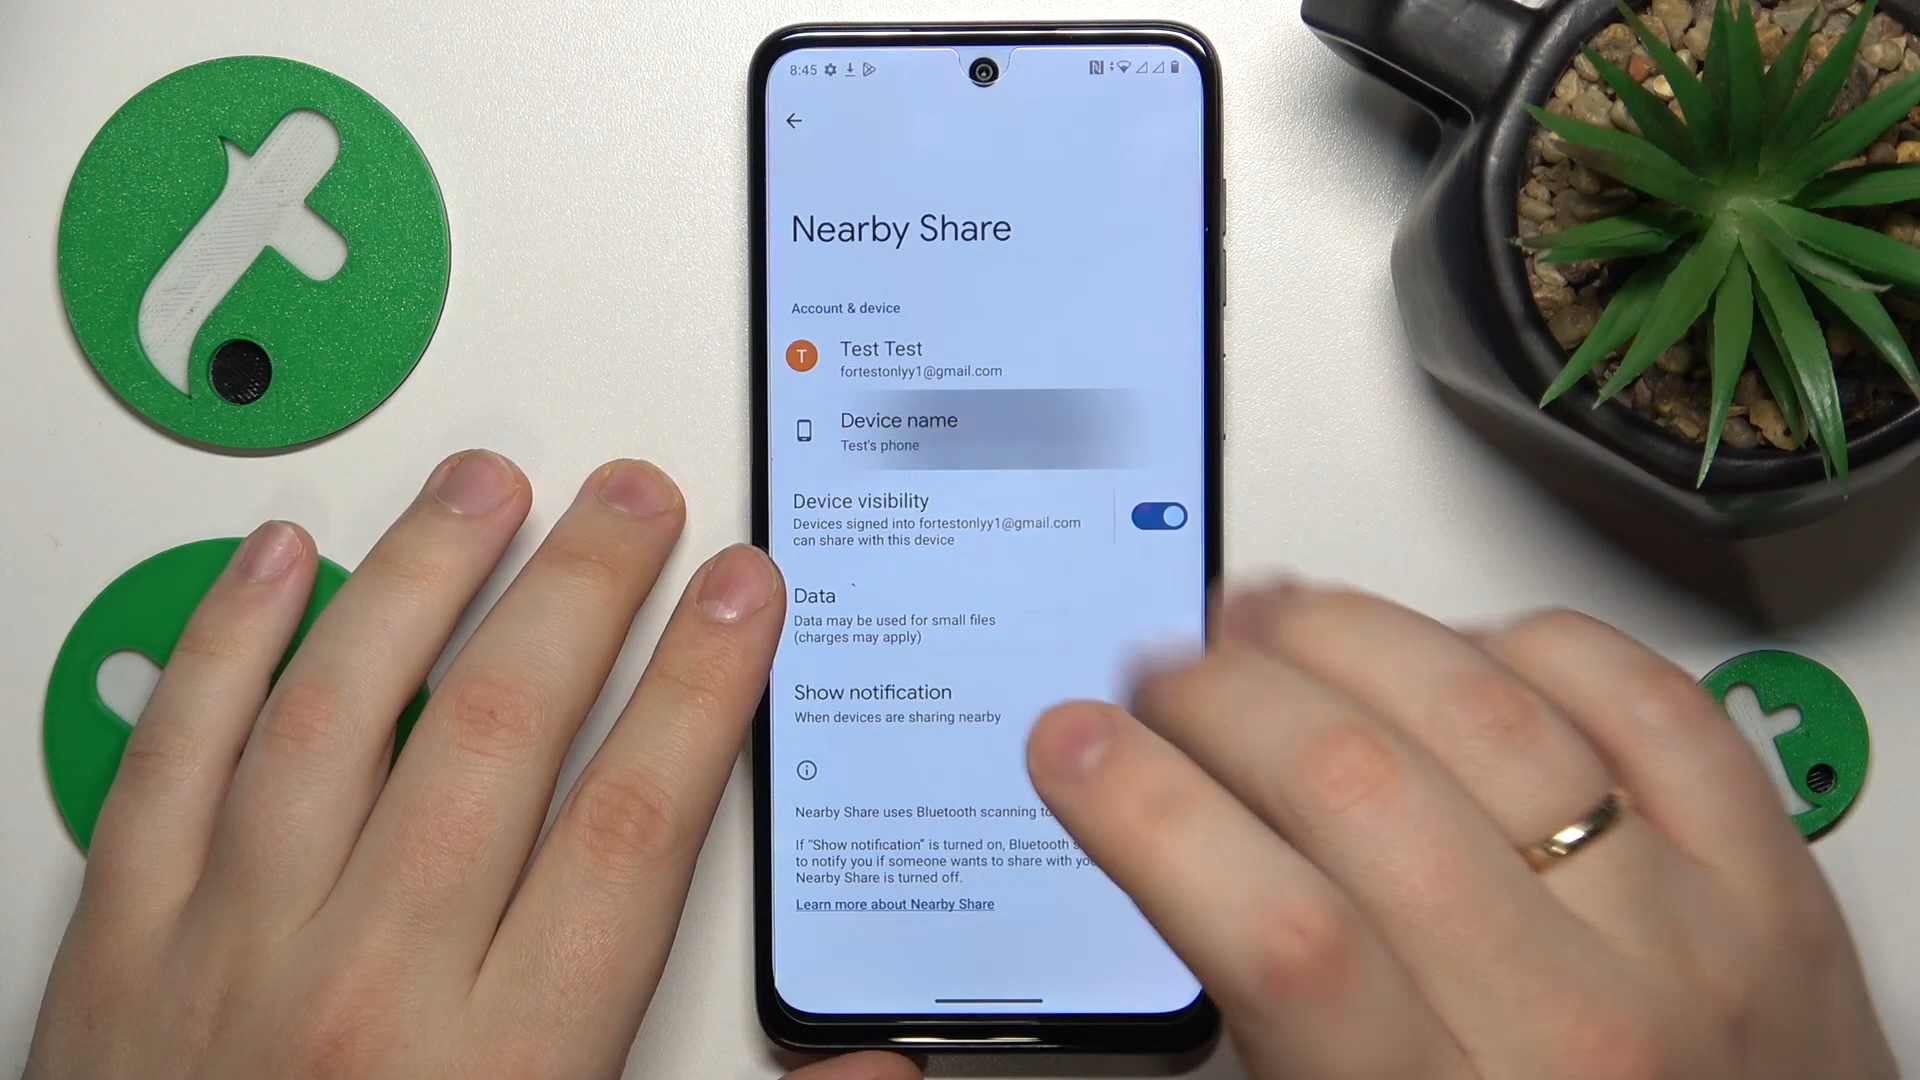 8:45
Nearby Share
Account & device
T
Test Test
fortestonlyy1@gmail.com
Device name
Test's phone
Device visibility
Devices signed into fortestonlyy1@gmail.com
can share with this device
Data
Data may be used for small files
(charges may apply)
Show notification
When devices are sharing nearby
Nearby Share uses Bluetooth scanning to
If "Show notification" is turned on, Bluetooth
to notify you if someone wants to share with
Nearby Share is turned off.
Learn more about Nearby Share